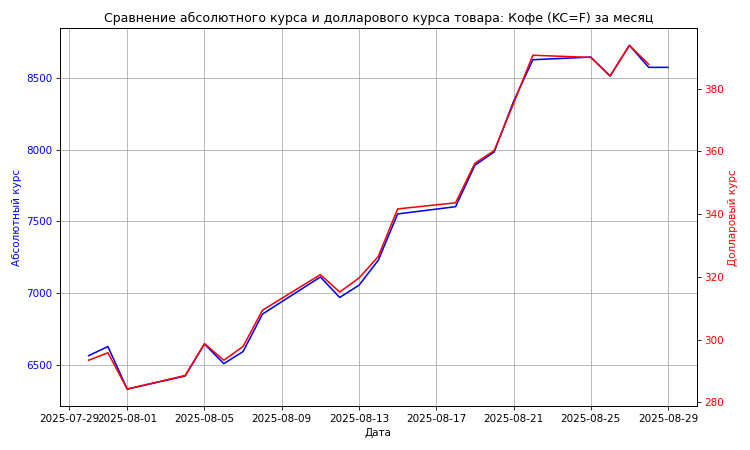 Сравнение абсолютного курса и долларового курса товара: Кофе (KC=F) за месяц
Абсолютный курс
8500
8000
7500
7000
6500
380
360
340
320
300
280
Долларовый курс
2025-07-29 2025-08-01 2025-08-05 2025-08-09 2025-08-13 2025-08-17 2025-08-21 2025-08-25 2025-08-29
Дата